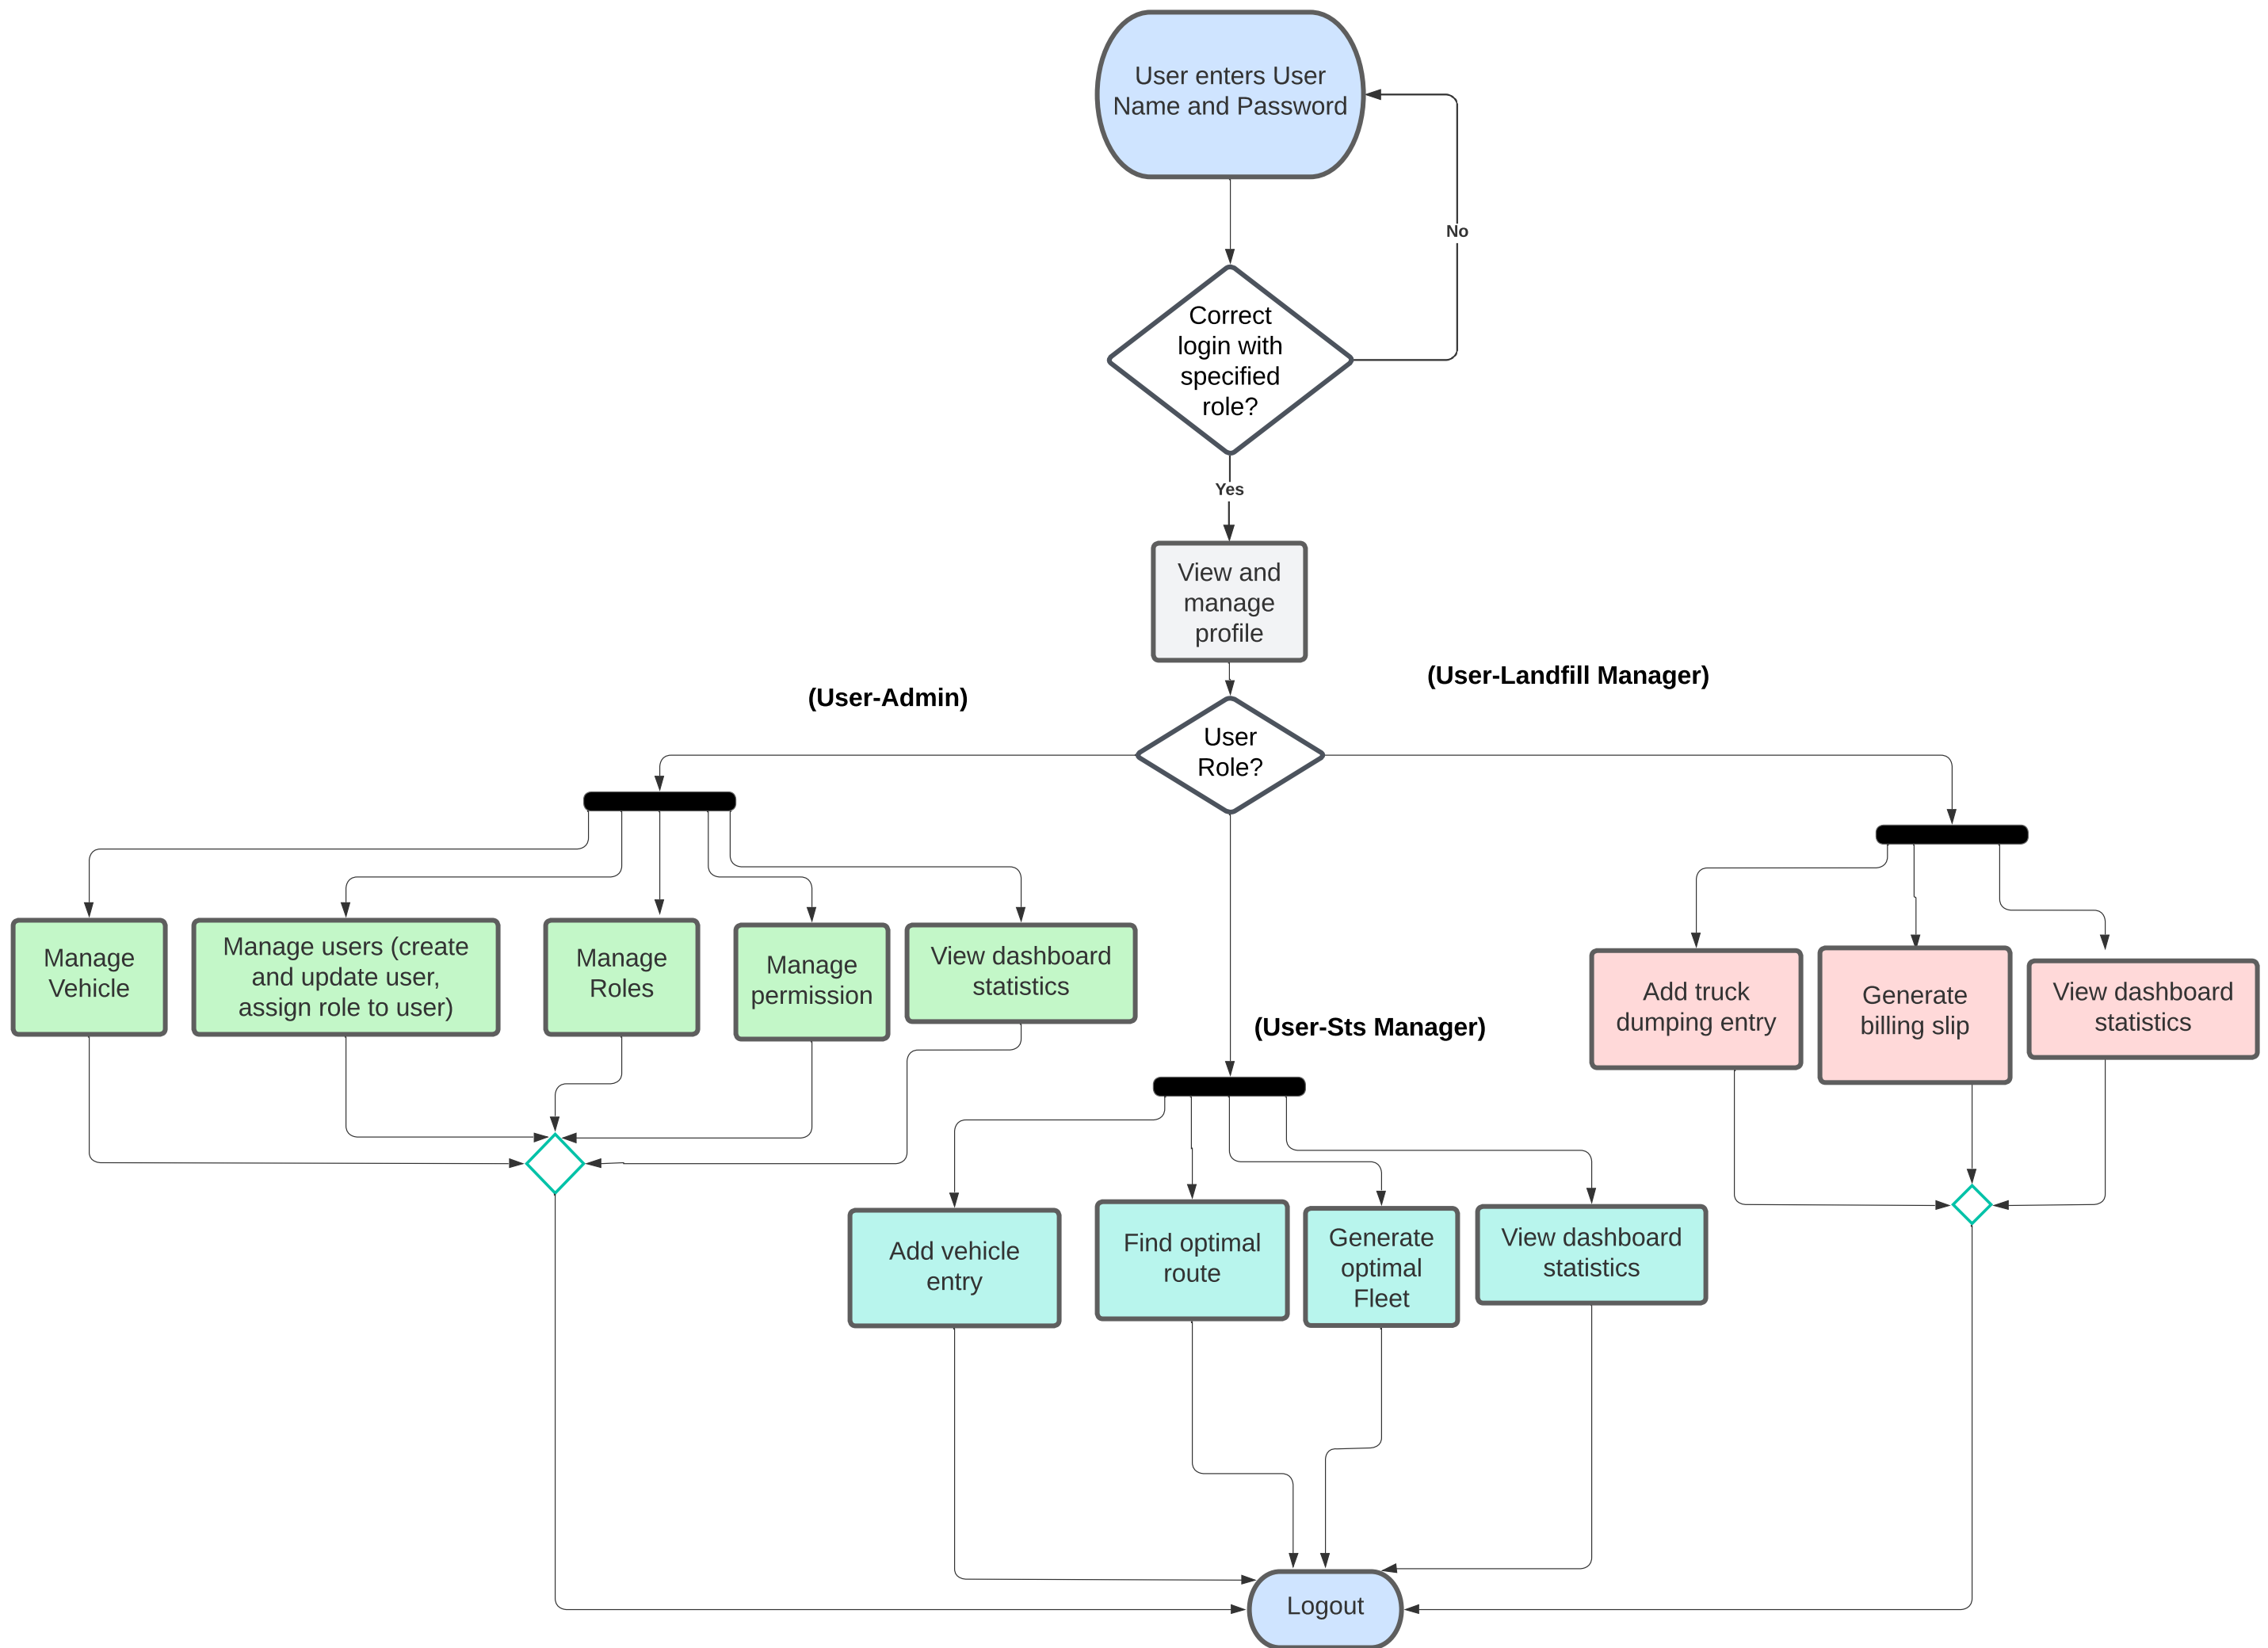 User enters User
Name and Password
No
Correct
login with
specified
role?
Yes
View and
manage
profile
(User-Landfill Manager)
(User-Admin)
User
Role?
Manage
Vehicle
Manage users (create
and update user,
assign role to user)
Manage
Roles
Manage
permission
View dashboard
statistics
Add truck
dumping entry
Generate
billing slip
View dashboard
statistics
(User-Sts Manager)
Add vehicle
entry
Find optimal
route
Generate
optimal
Fleet
View dashboard
statistics
Logout